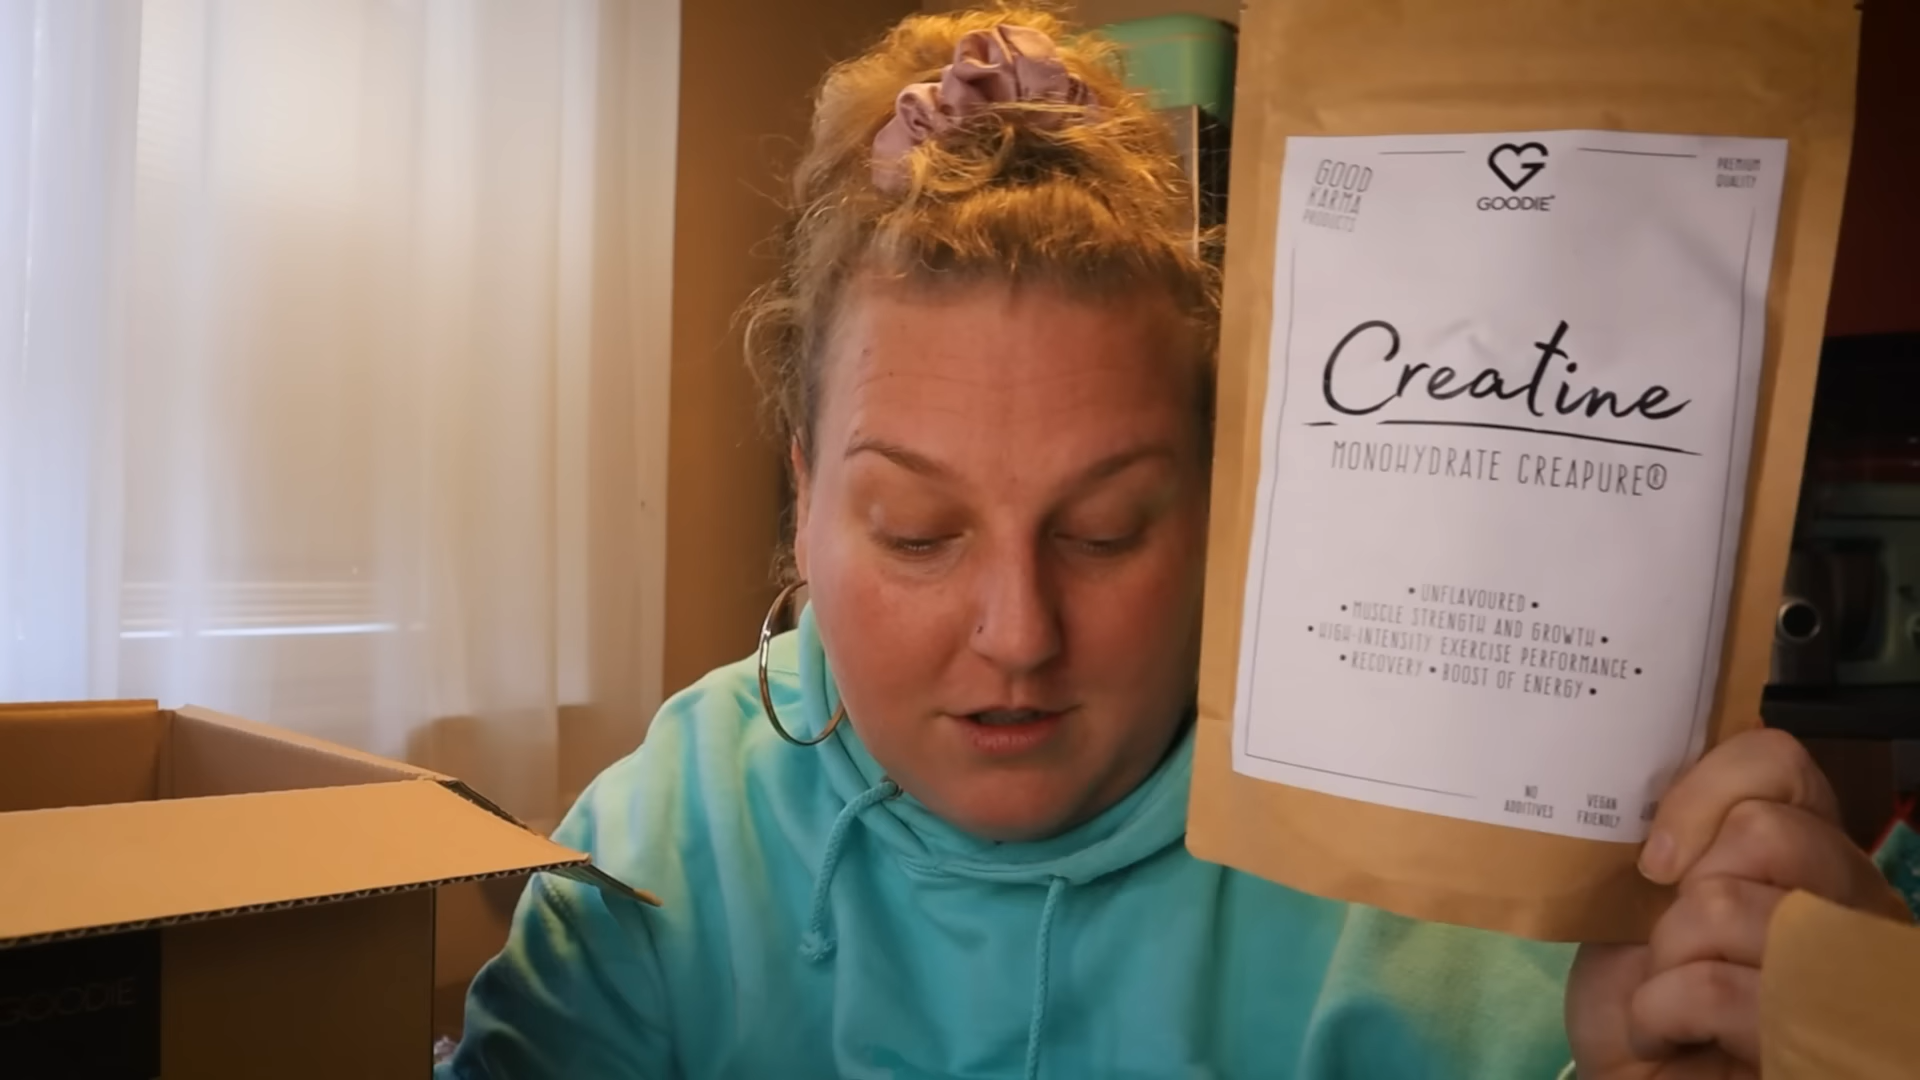 GOOD
KARMA
PRODUCTS
GOODIE®
PREMIUM
QUALITY
Creatine
MONOHYDRATE CREAPURE®
• UNFLAVOURED •
• MUSCLE STRENGTH AND GROWTH •
• HIGH-INTENSITY EXERCISE PERFORMANCE •
• RECOVERY • BOOST OF ENERGY •
NO
ADDITIVES
VEGAN
FRIENDLY
GOODIE